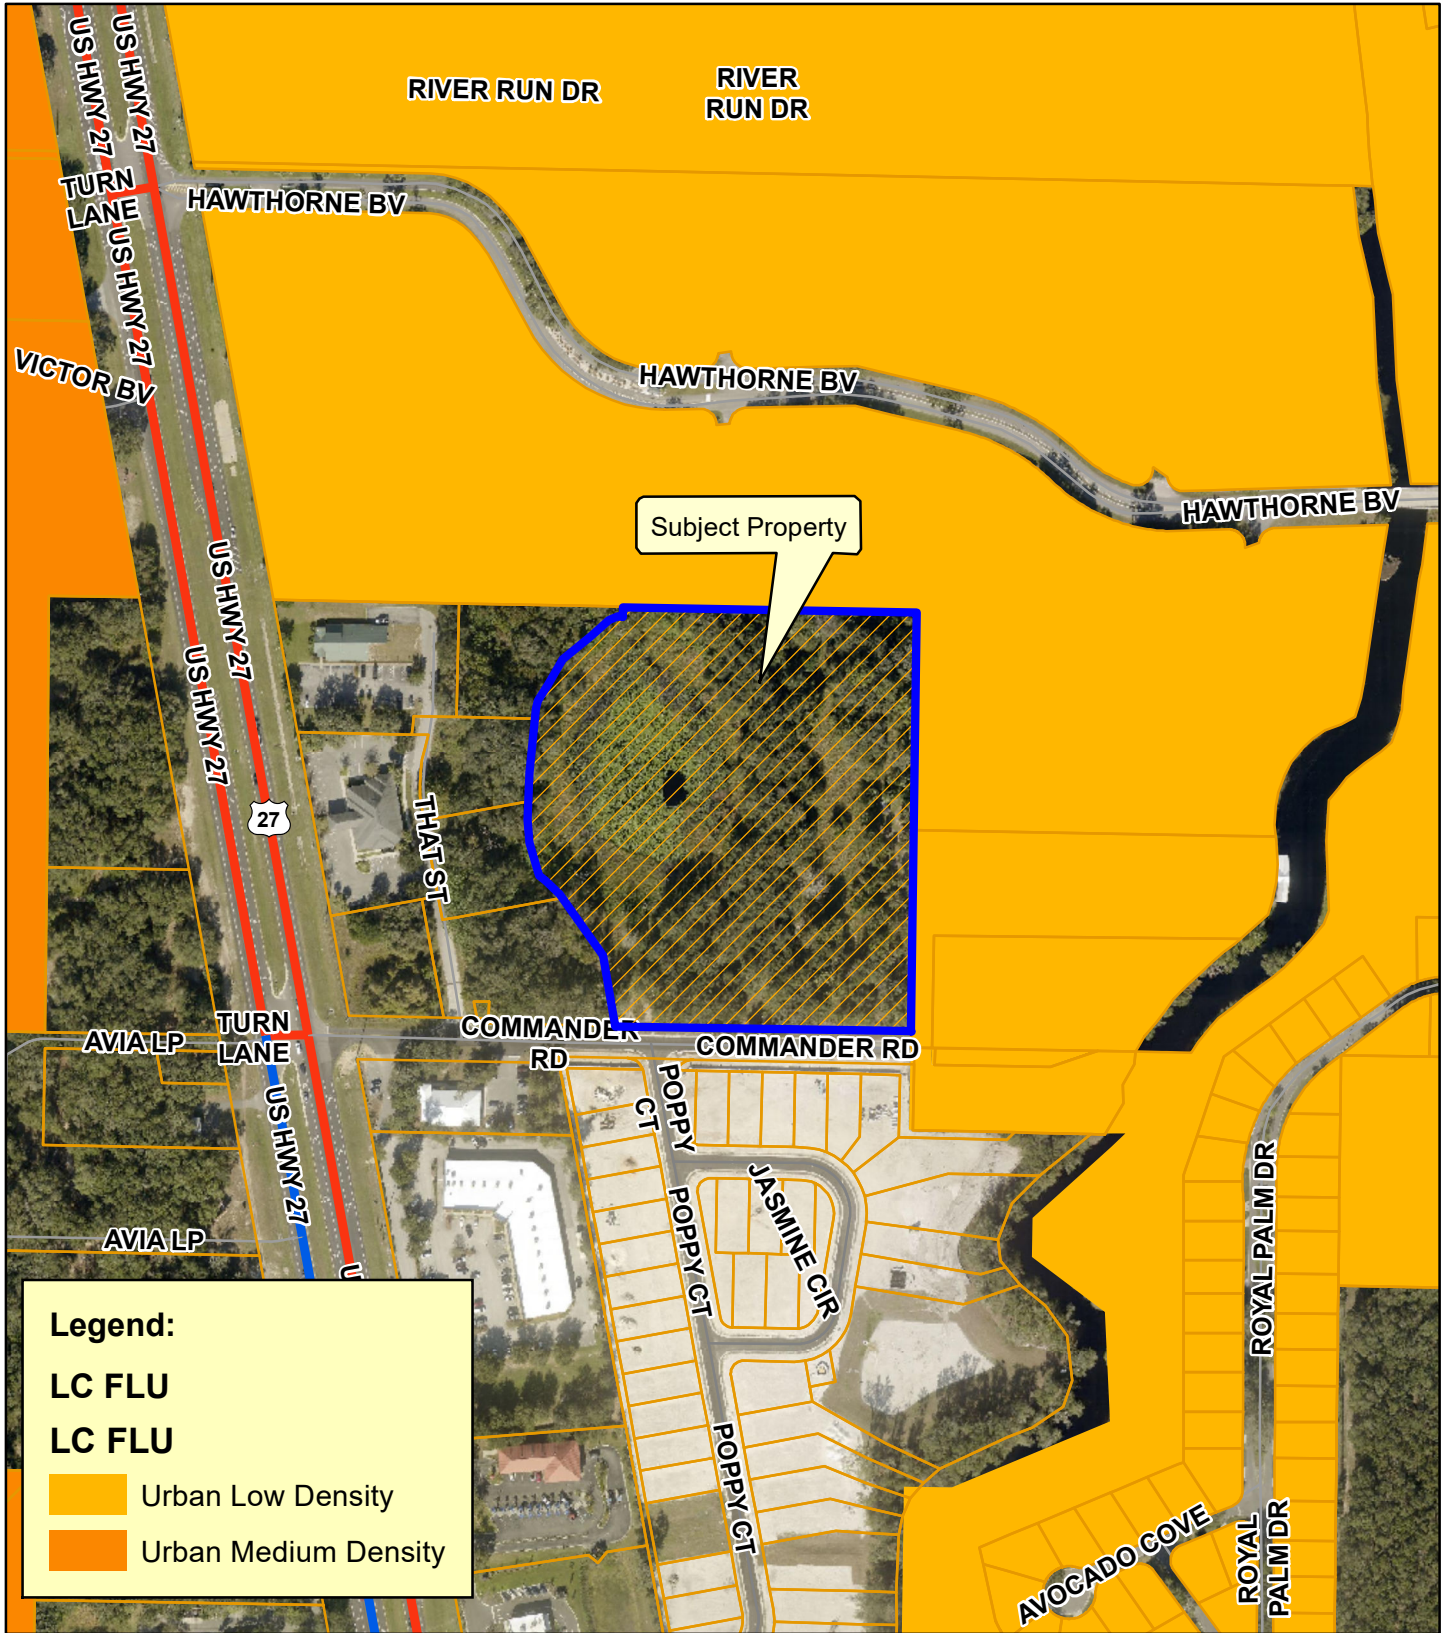 US HWY 27
US HWY 27
RIVER RUN DR
RIVER
RUN DR
TURN
LANE
HAWTHORNE BV
US HWY 27
VICTOR BV
HAWTHORNE BV
HAWTHORNE BV
Subject Property
US HWY 27
US HWY 27
27
THAT ST
TURN
LANE
AVIA LP
COMMANDER
RD
COMMANDER RD
POPPY
CT
US HWY 27
JASMINE CIR
POPPY CT
ROYAL PALM DR
AVIA LP
U
POPPY CT
AVOCADO COVE
ROYAL
PALM DR
Legend:
LC FLU
LC FLU
Urban Low Density
Urban Medium Density